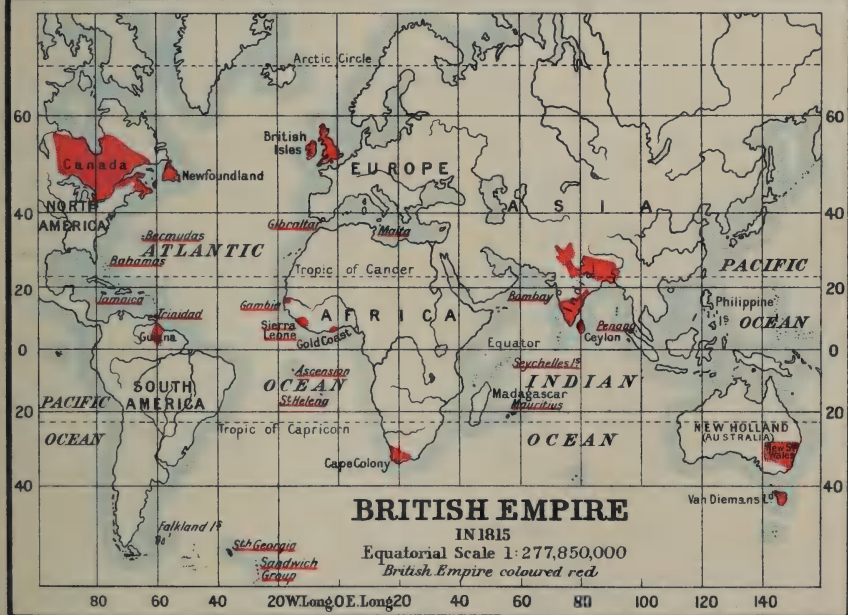 Arctic Circle
60
60
British
Isles
EUROPE
Canada
Newfoundland
NORTH
AMERICA
ASIA
40
40
Bermudas
ATLANTIC
Gibraltar
Malta
Bahamas
Tropic of Cancer
PACIFIC
20
20
Jamaica
Trinidad
Gambia
Bombay
Philippine
Is
AFRICA
Sierra
Leone
Gold Coast
Penang
OCEAN
Guiana
Ceylon
0
Equator
0
Ascension
Seychelles Is
OCEAN
INDIAN
SOUTH
AMERICA
St Helena
Madagascar
Mauritius
PACIFIC
20
20
Tropic of Capricorn
NEW HOLLAND
(AUSTRALIA)
New Sth
Wales
OCEAN
OCEAN
Cape Colony
40
40
Van Diemans Ld
BRITISH EMPIRE
IN 1815
Equatorial Scale 1:277,850,000
British Empire coloured red
Falkland Is
Sth Georgia
Sandwich
Group
80 60 40 20 W.Long. 0 E.Long. 20 40 60 80 100 120 140